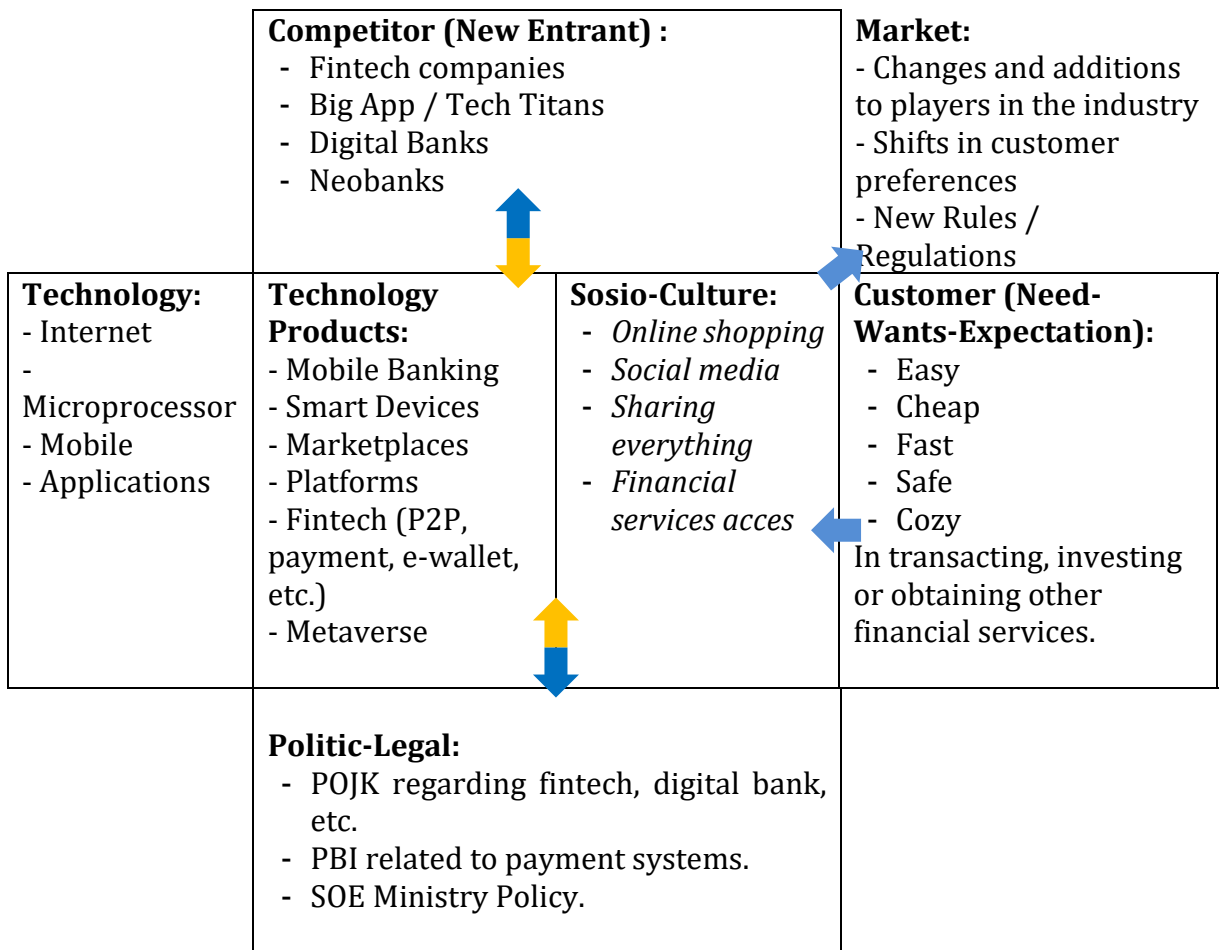 Competitor (New Entrant) :
- Fintech companies
- Big App / Tech Titans
- Digital Banks
- Neobanks
Market:
- Changes and additions
to players in the industry
- Shifts in customer
preferences
- New Rules /
Regulations
Technology:
- Internet
-
Microprocessor
- Mobile
- Applications
Technology
Products:
- Mobile Banking
- Smart Devices
- Marketplaces
- Platforms
- Fintech (P2P,
payment, e-wallet,
etc.)
- Metaverse
Sosio-Culture:
- Online shopping
- Social media
- Sharing
everything
- Financial
services acces
Customer (Need-
Wants-Expectation):
- Easy
- Cheap
- Fast
- Safe
- Cozy
In transacting, investing
or obtaining other
financial services.
Politic-Legal:
- POJK regarding fintech, digital bank,
etc.
- PBI related to payment systems.
- SOE Ministry Policy.